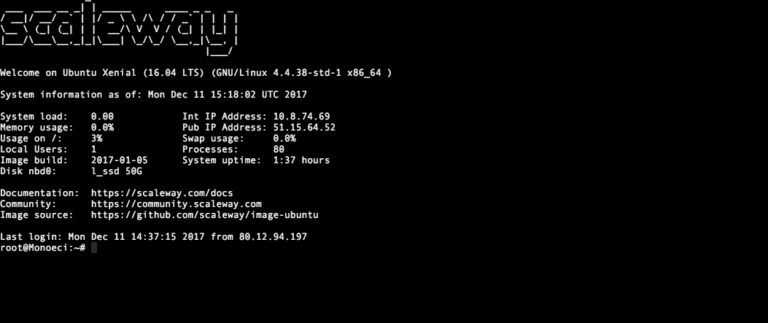 scaleway
Welcome on Ubuntu Xenial (16.04 LTS) (GNU/Linux 4.4.38-std-1 x86_64 )
System information as of: Mon Dec 11 15:18:02 UTC 2017
System load:    0.00            Int IP Address: 10.8.74.69
Memory usage:   0.0%            Pub IP Address: 51.15.64.52
Usage on /:     3%              Swap usage:     0.0%
Local Users:    1               Processes:      80
Image build:    2017-01-05      System uptime:  1:37 hours
Disk nbd0:      l_ssd 50G
Documentation:  https://scaleway.com/docs
Community:      https://community.scaleway.com
Image source:   https://github.com/scaleway/image-ubuntu
Last login: Mon Dec 11 14:37:15 2017 from 80.12.94.197
root@Monoeci:~#